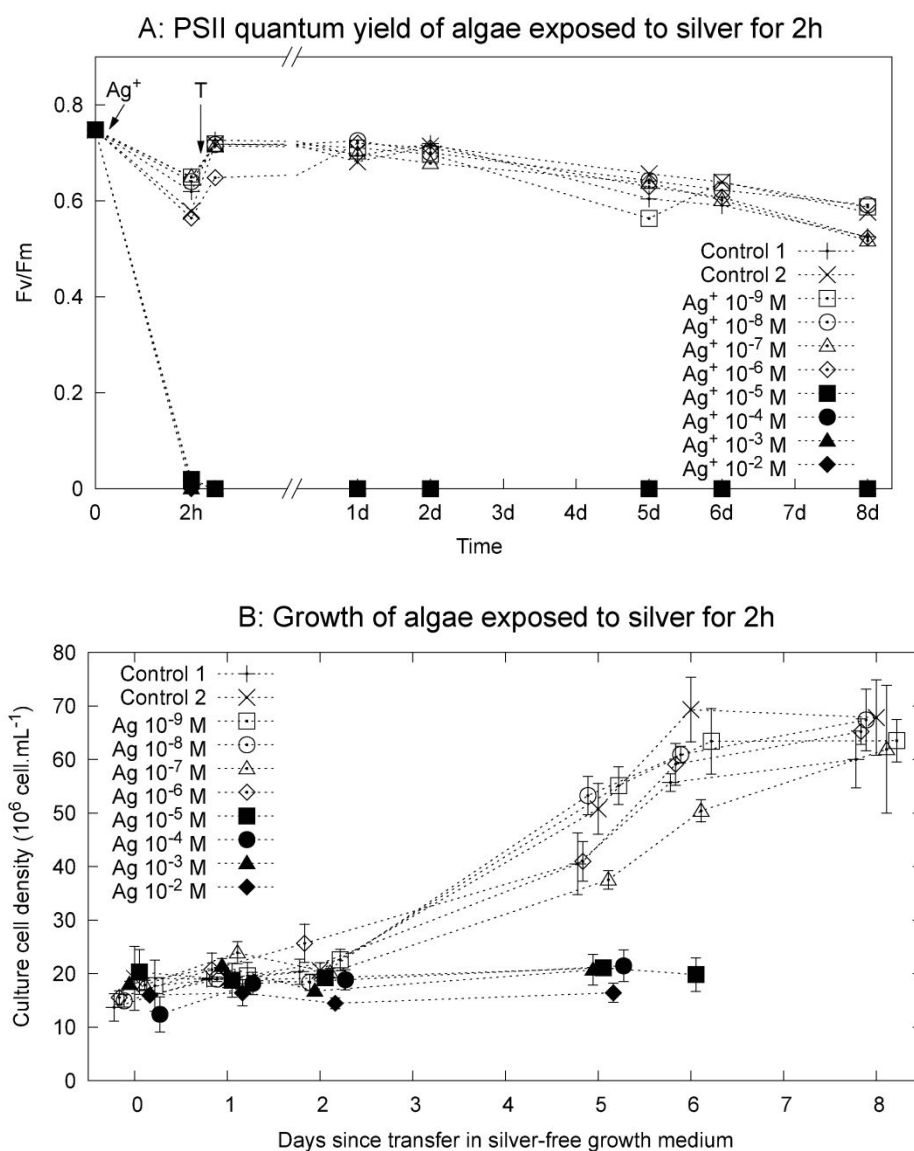 A: PSII quantum yield of algae exposed to silver for 2h
Ag⁺
T
0.8
0.6
0.4
0.2
0
Fv/Fm
Control 1
Control 2
Ag⁺ 10⁻⁹ M
Ag⁺ 10⁻⁸ M
Ag⁺ 10⁻⁷ M
Ag⁺ 10⁻⁶ M
Ag⁺ 10⁻⁵ M
Ag⁺ 10⁻⁴ M
Ag⁺ 10⁻³ M
Ag⁺ 10⁻² M
0 2h 1d 2d 3d 4d 5d 6d 7d 8d
Time
B: Growth of algae exposed to silver for 2h
80
70
60
50
40
30
20
10
0
Culture cell density (10⁶ cell.mL⁻¹)
Control 1
Control 2
Ag 10⁻⁹ M
Ag 10⁻⁸ M
Ag 10⁻⁷ M
Ag 10⁻⁶ M
Ag 10⁻⁵ M
Ag 10⁻⁴ M
Ag 10⁻³ M
Ag 10⁻² M
0 1 2 3 4 5 6 7 8
Days since transfer in silver-free growth medium